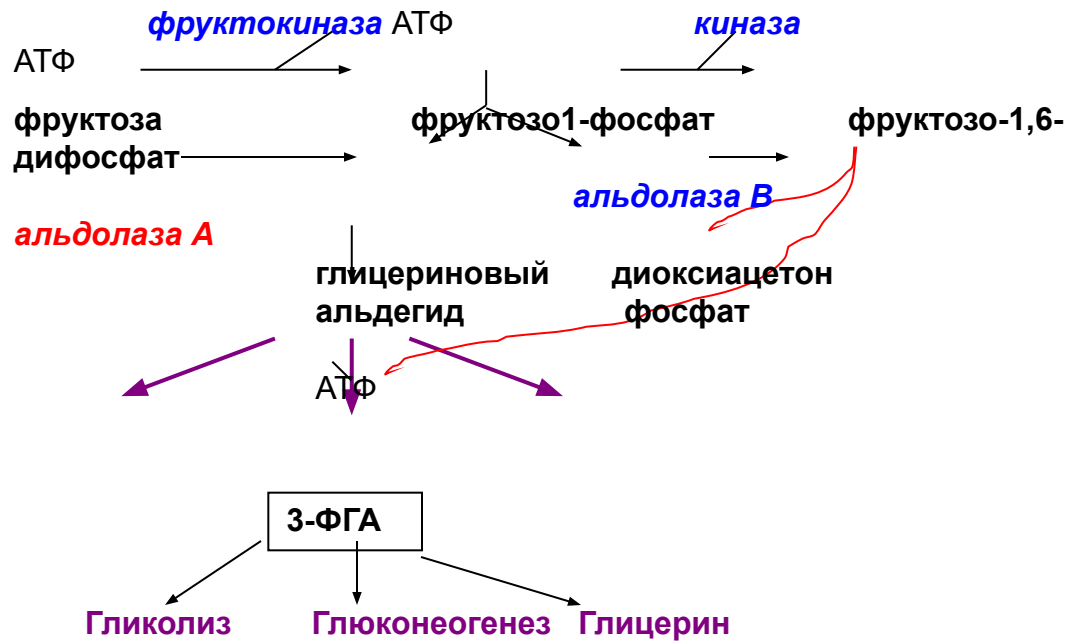 фруктокиназа АТФ киназа
АТФ
фруктоза фруктозо1-фосфат фруктозо-1,6-
дифосфат
альдолаза В
альдолаза А
глицериновый диоксиацетон
альдегид фосфат
АТФ
3-ФГА
Гликолиз Глюконеогенез Глицерин